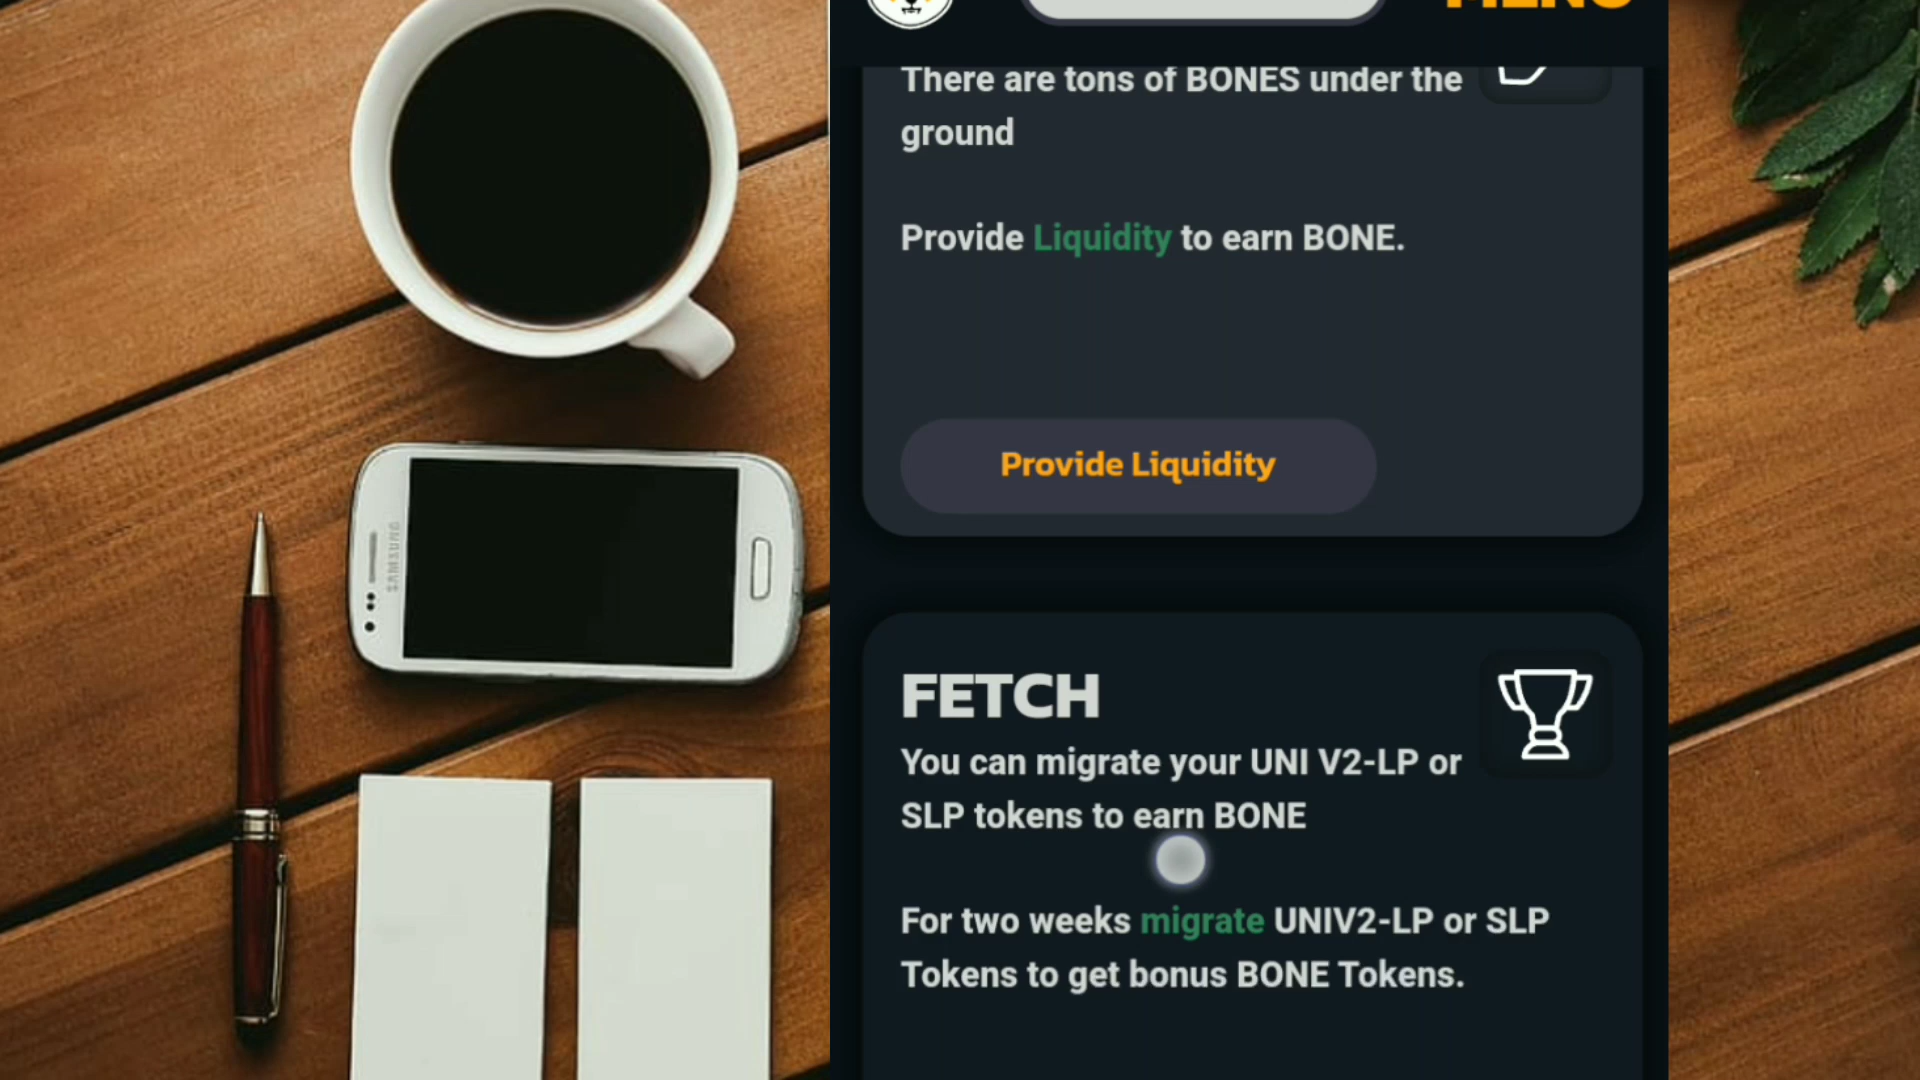 There are tons of BONES under the
ground
Provide Liquidity to earn BONE.
Provide Liquidity
FETCH
You can migrate your UNI V2-LP or
SLP tokens to earn BONE
For two weeks migrate UNIV2-LP or SLP
Tokens to get bonus BONE Tokens.
SAMSUNG